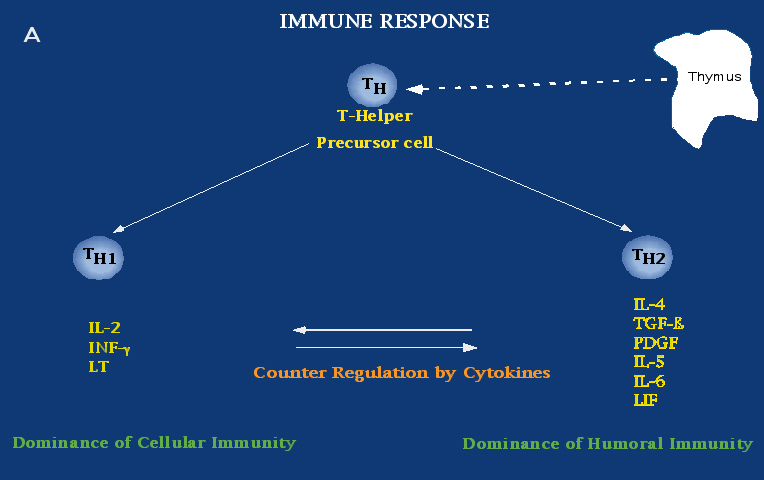 A
IMMUNE RESPONSE
Thymus
TH
T-Helper
Precursor cell
TH1
TH2
IL-2
INF-γ
LT
IL-4
TGF-ß
PDGF
IL-5
IL-6
LIF
Counter Regulation by Cytokines
Dominance of Cellular Immunity
Dominance of Humoral Immunity